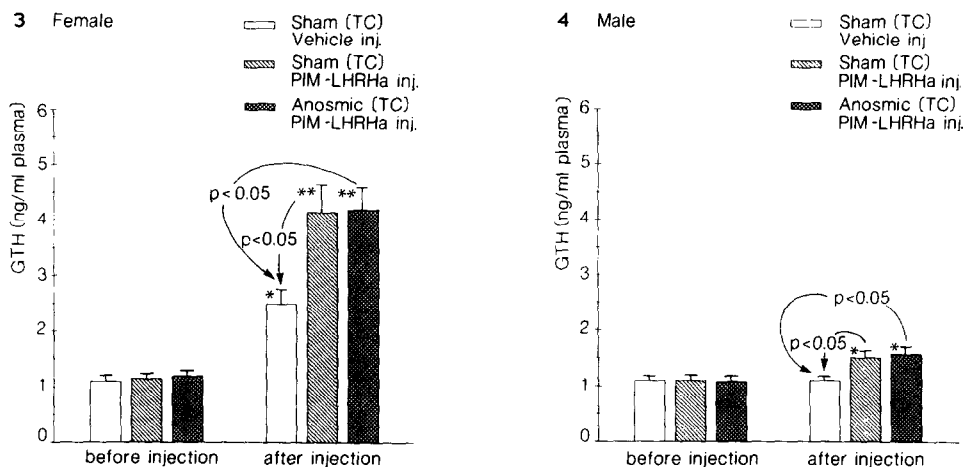 3 Female
Sham (TC)
Vehicle inj.
Sham (TC)
PIM-LHRHa inj.
Anosmic (TC)
PIM-LHRHa inj.
GTH (ng/ml plasma)
6
5
4
3
2
1
0
p<0.05
**
**
p<0.05
*
before injection
after injection
4 Male
Sham (TC)
Vehicle inj
Sham (TC)
PIM-LHRHa inj.
Anosmic (TC)
PIM-LHRHa inj.
GTH (ng/ml plasma)
6
5
4
3
2
1
0
p<0.05
p<0.05
*
*
before injection
after injection